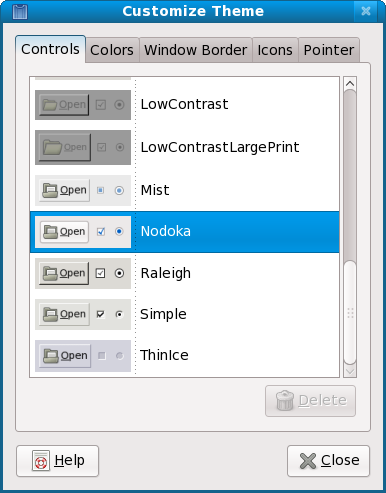 Customize Theme
Controls Colors Window Border Icons Pointer
Open LowContrast
Open LowContrastLargePrint
Open Mist
Open Nodoka
Open Raleigh
Open Simple
Open ThinIce
Delete
Help Close